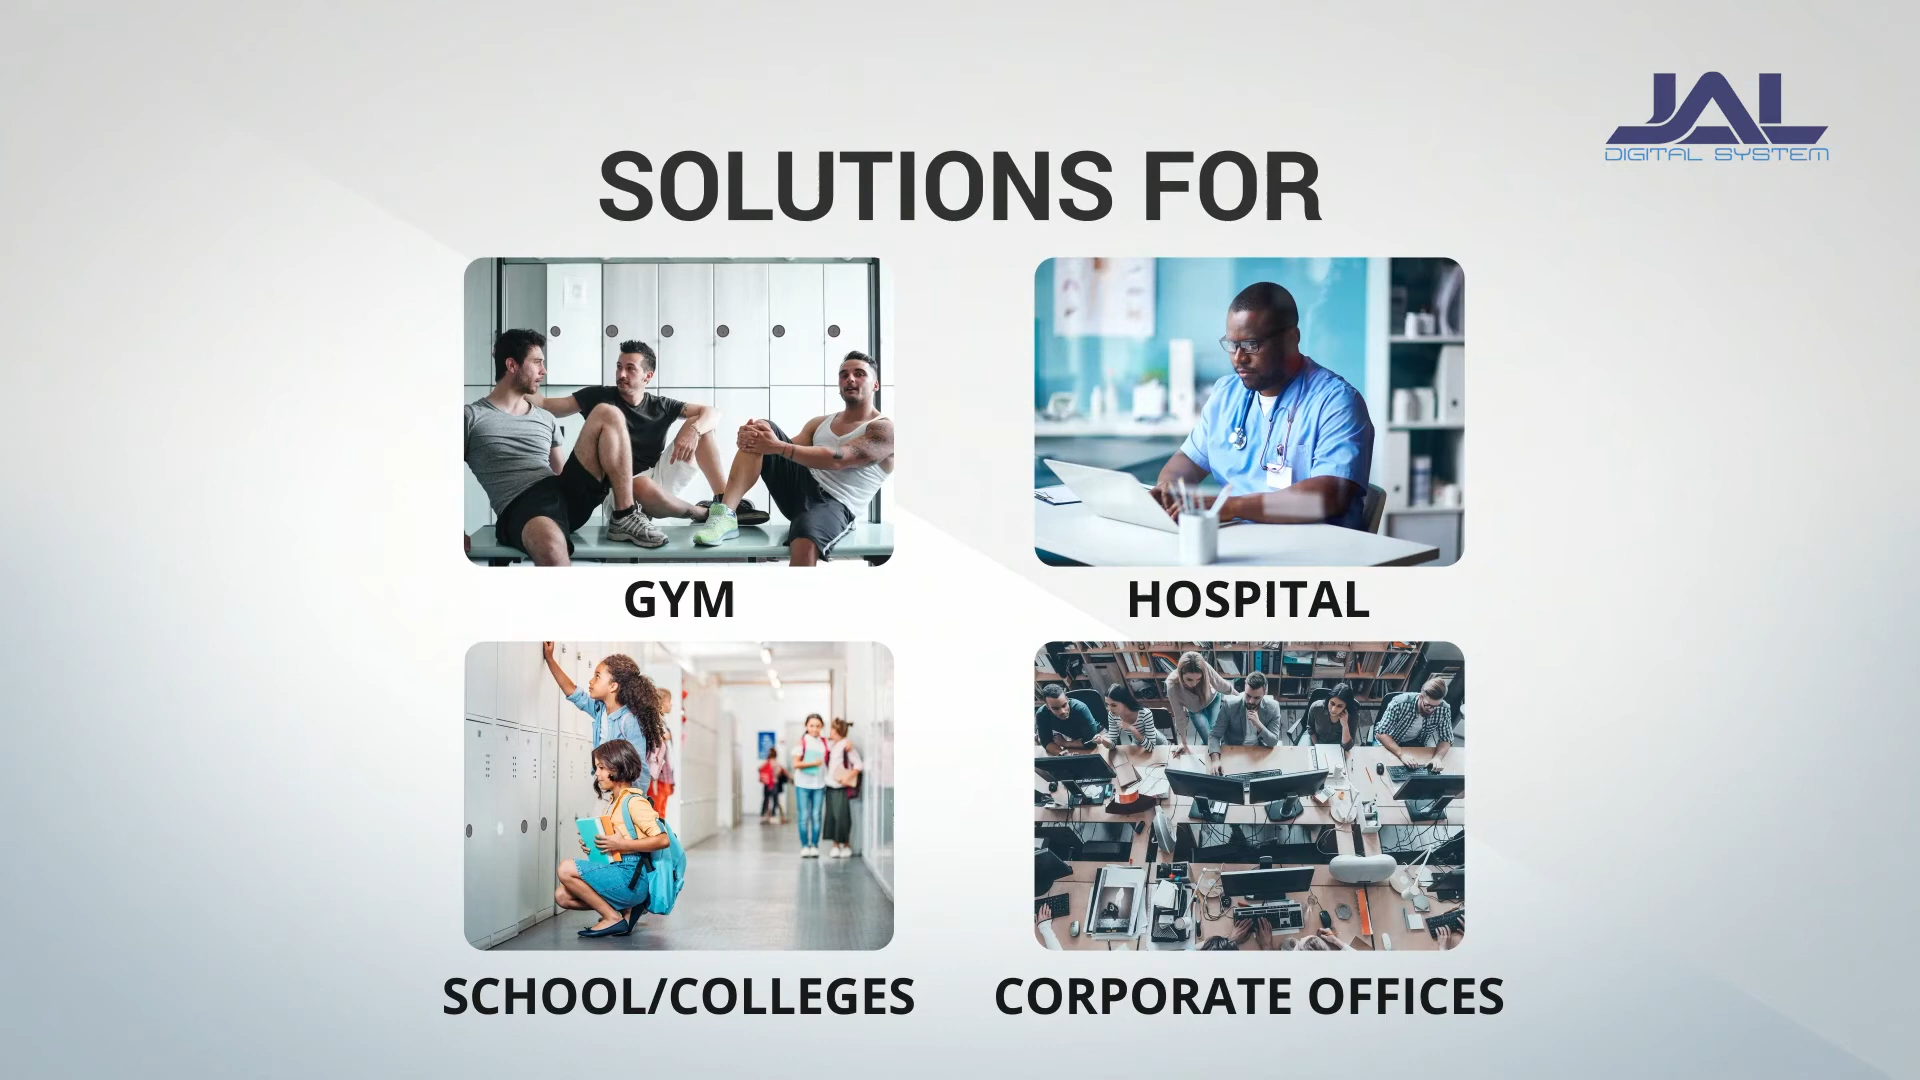 JAL
DIGITAL SYSTEM
SOLUTIONS FOR
GYM
HOSPITAL
SCHOOL/COLLEGES
CORPORATE OFFICES